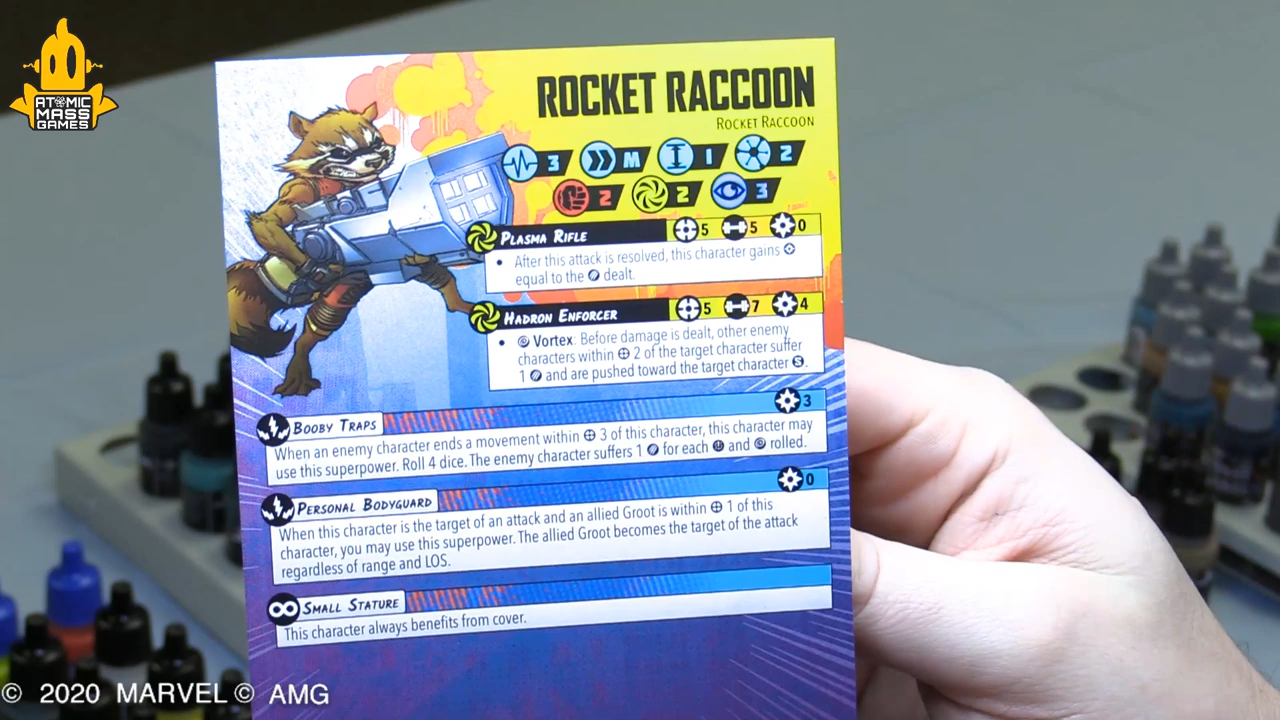 ATOMIC
MASS
GAMES
ROCKET RACCOON
ROCKET RACCOON
3 M 1 2
2 2 3
PLASMA RIFLE 5 5 0
• After this attack is resolved, this character gains
equal to the dealt.
HADRON ENFORCER 5 7 4
• Vortex: Before damage is dealt, other enemy
characters within 2 of the target character suffer
1 and are pushed toward the target character S.
BOOBY TRAPS 3
When an enemy character ends a movement within 3 of this character, this character may
use this superpower. Roll 4 dice. The enemy character suffers 1 for each and rolled.
PERSONAL BODYGUARD 0
When this character is the target of an attack and an allied Groot is within 1 of this
character, you may use this superpower. The allied Groot becomes the target of the attack
regardless of range and LOS.
SMALL STATURE
This character always benefits from cover.
© 2020 MARVEL © AMG